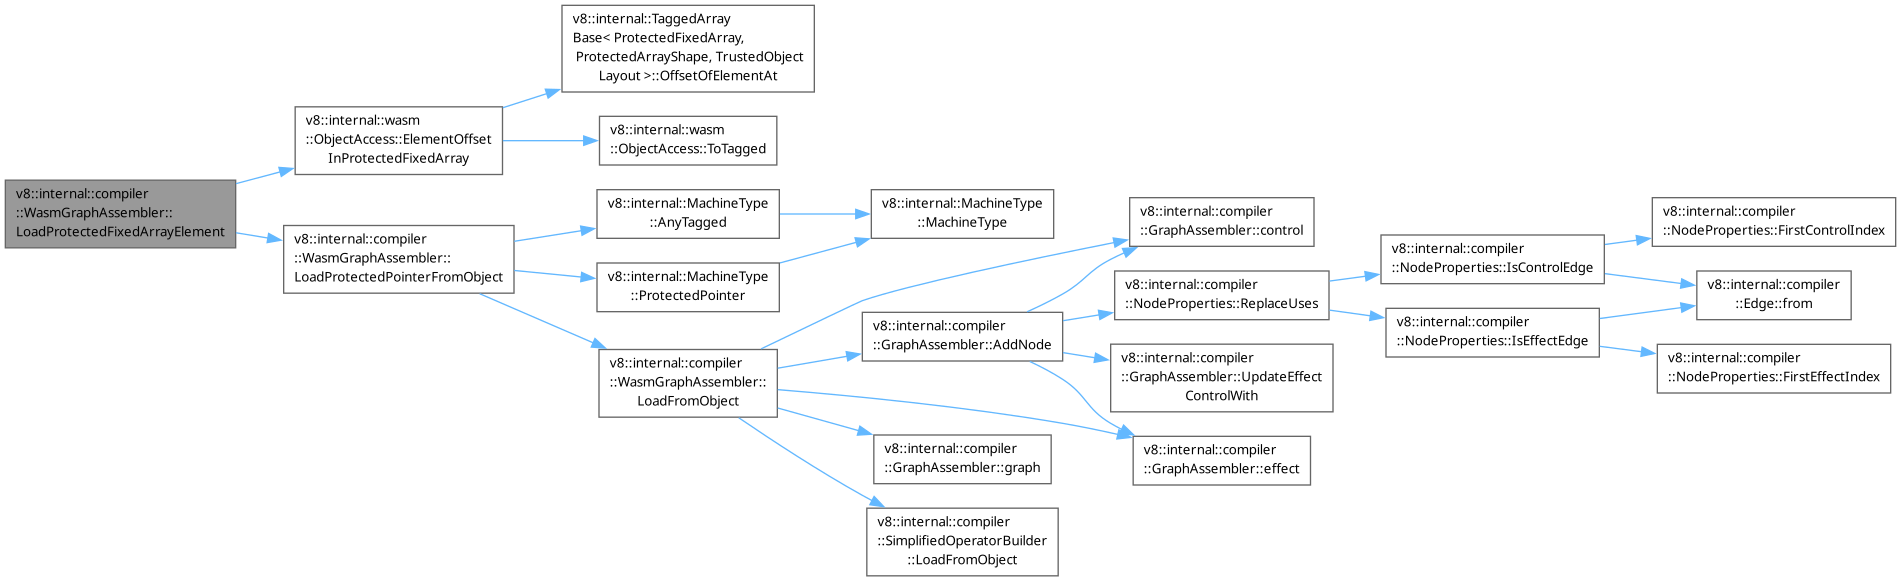 v8::internal::compiler
::WasmGraphAssembler::
LoadProtectedFixedArrayElement
v8::internal::wasm
::ObjectAccess::ElementOffset
InProtectedFixedArray
v8::internal::TaggedArray
Base< ProtectedFixedArray,
ProtectedArrayShape, TrustedObject
Layout >::OffsetOfElementAt
v8::internal::wasm
::ObjectAccess::ToTagged
v8::internal::compiler
::WasmGraphAssembler::
LoadProtectedPointerFromObject
v8::internal::MachineType
::AnyTagged
v8::internal::MachineType
::MachineType
v8::internal::MachineType
::ProtectedPointer
v8::internal::compiler
::WasmGraphAssembler::
LoadFromObject
v8::internal::compiler
::GraphAssembler::control
v8::internal::compiler
::GraphAssembler::AddNode
v8::internal::compiler
::NodeProperties::ReplaceUses
v8::internal::compiler
::NodeProperties::IsControlEdge
v8::internal::compiler
::NodeProperties::FirstControlIndex
v8::internal::compiler
::Edge::from
v8::internal::compiler
::NodeProperties::IsEffectEdge
v8::internal::compiler
::NodeProperties::FirstEffectIndex
v8::internal::compiler
::GraphAssembler::UpdateEffect
ControlWith
v8::internal::compiler
::GraphAssembler::effect
v8::internal::compiler
::GraphAssembler::graph
v8::internal::compiler
::SimplifiedOperatorBuilder
::LoadFromObject